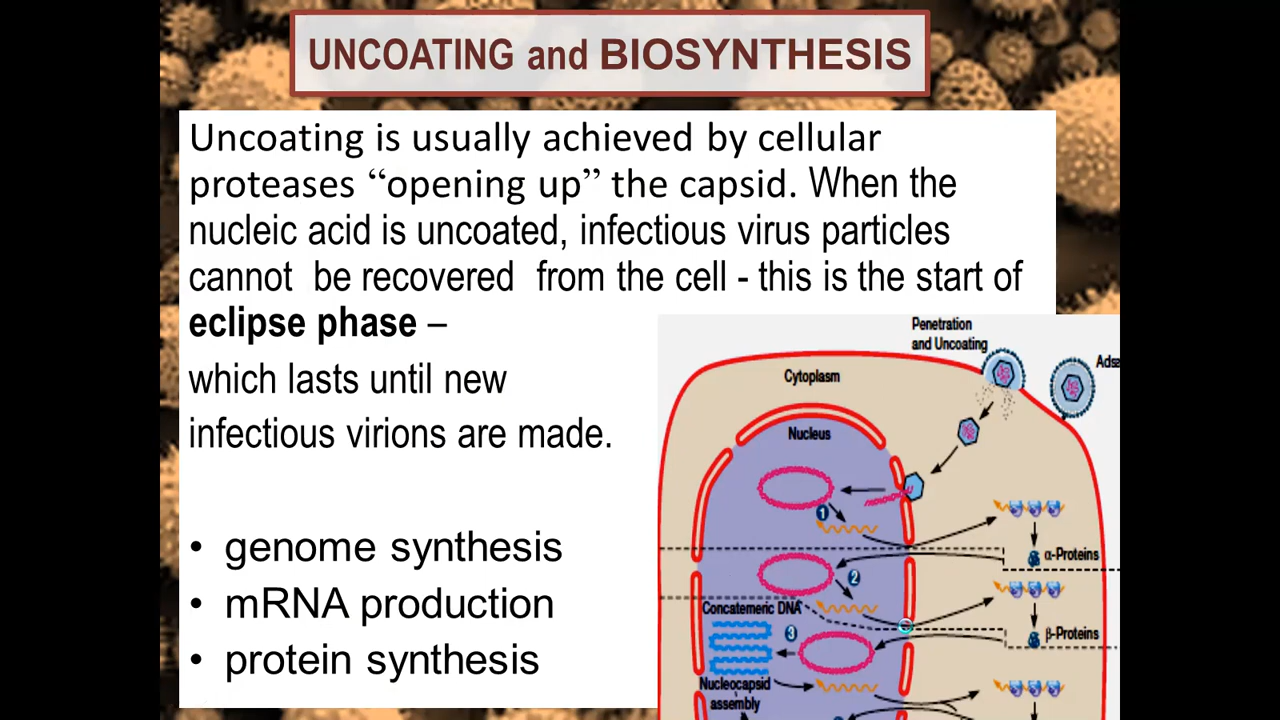 UNCOATING and BIOSYNTHESIS
Uncoating is usually achieved by cellular
proteases “opening up” the capsid. When the
nucleic acid is uncoated, infectious virus particles
cannot be recovered from the cell - this is the start of
eclipse phase –
which lasts until new
infectious virions are made.
• genome synthesis
• mRNA production
• protein synthesis
Penetration
and Uncoating
Cytoplasm
Nucleus
1
α-Proteins
2
Concatemeric DNA
β-Proteins
3
Nucleocapsid
assembly